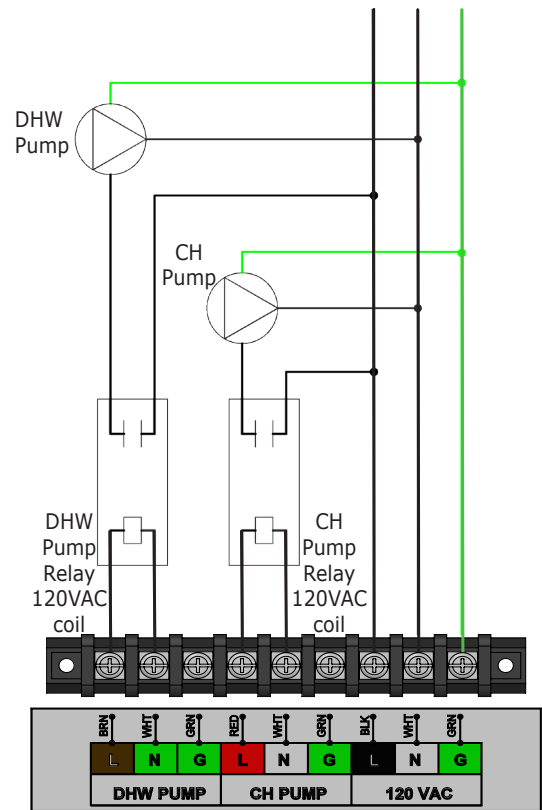 DHW
Pump
CH
Pump
DHW
Pump
Relay
120VAC
coil
CH
Pump
Relay
120VAC
coil
BRN WHT GRN RED WHT GRN BLK WHT GRN
L N G L N G L N G
DHW PUMP CH PUMP 120 VAC